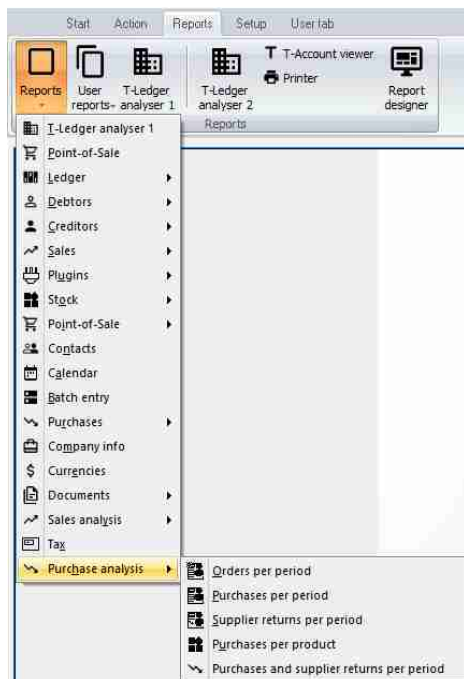 Start Action Reports Setup User tab
Reports User reports T-Ledger analyser 1 T-Ledger analyser 2 T T-Account viewer Printer Report designer
Reports
T-Ledger analyser 1
Point-of-Sale
Ledger
Debtors
Creditors
Sales
Plugins
Stock
Point-of-Sale
Contacts
Calendar
Batch entry
Purchases
Company info
$ Currencies
Documents
Sales analysis
Tax
Purchase analysis
Orders per period
Purchases per period
Supplier returns per period
Purchases per product
Purchases and supplier returns per period